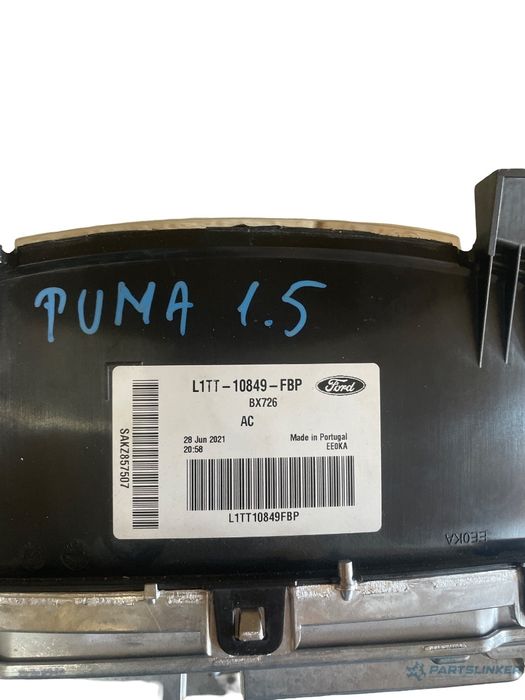 PUMA 1.5
L1TT-10849-FBP
Ford
BX726
AC
28 Jun 2021
20:58
Made in Portugal
EE0KA
SAKZ857507
L1TT10849FBP
EE0KA
PARTSLINKER